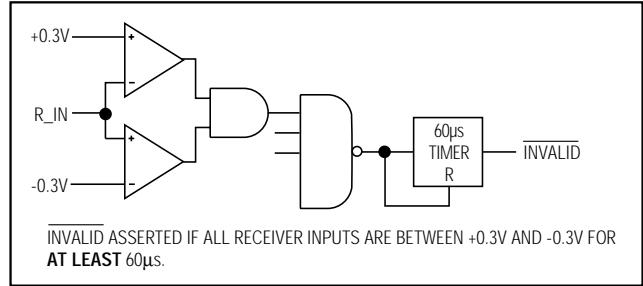 +0.3V
+
−
R_IN
+
−
-0.3V
60µs
TIMER
R
INVALID
INVALID ASSERTED IF ALL RECEIVER INPUTS ARE BETWEEN +0.3V AND -0.3V FOR
AT LEAST 60µs.